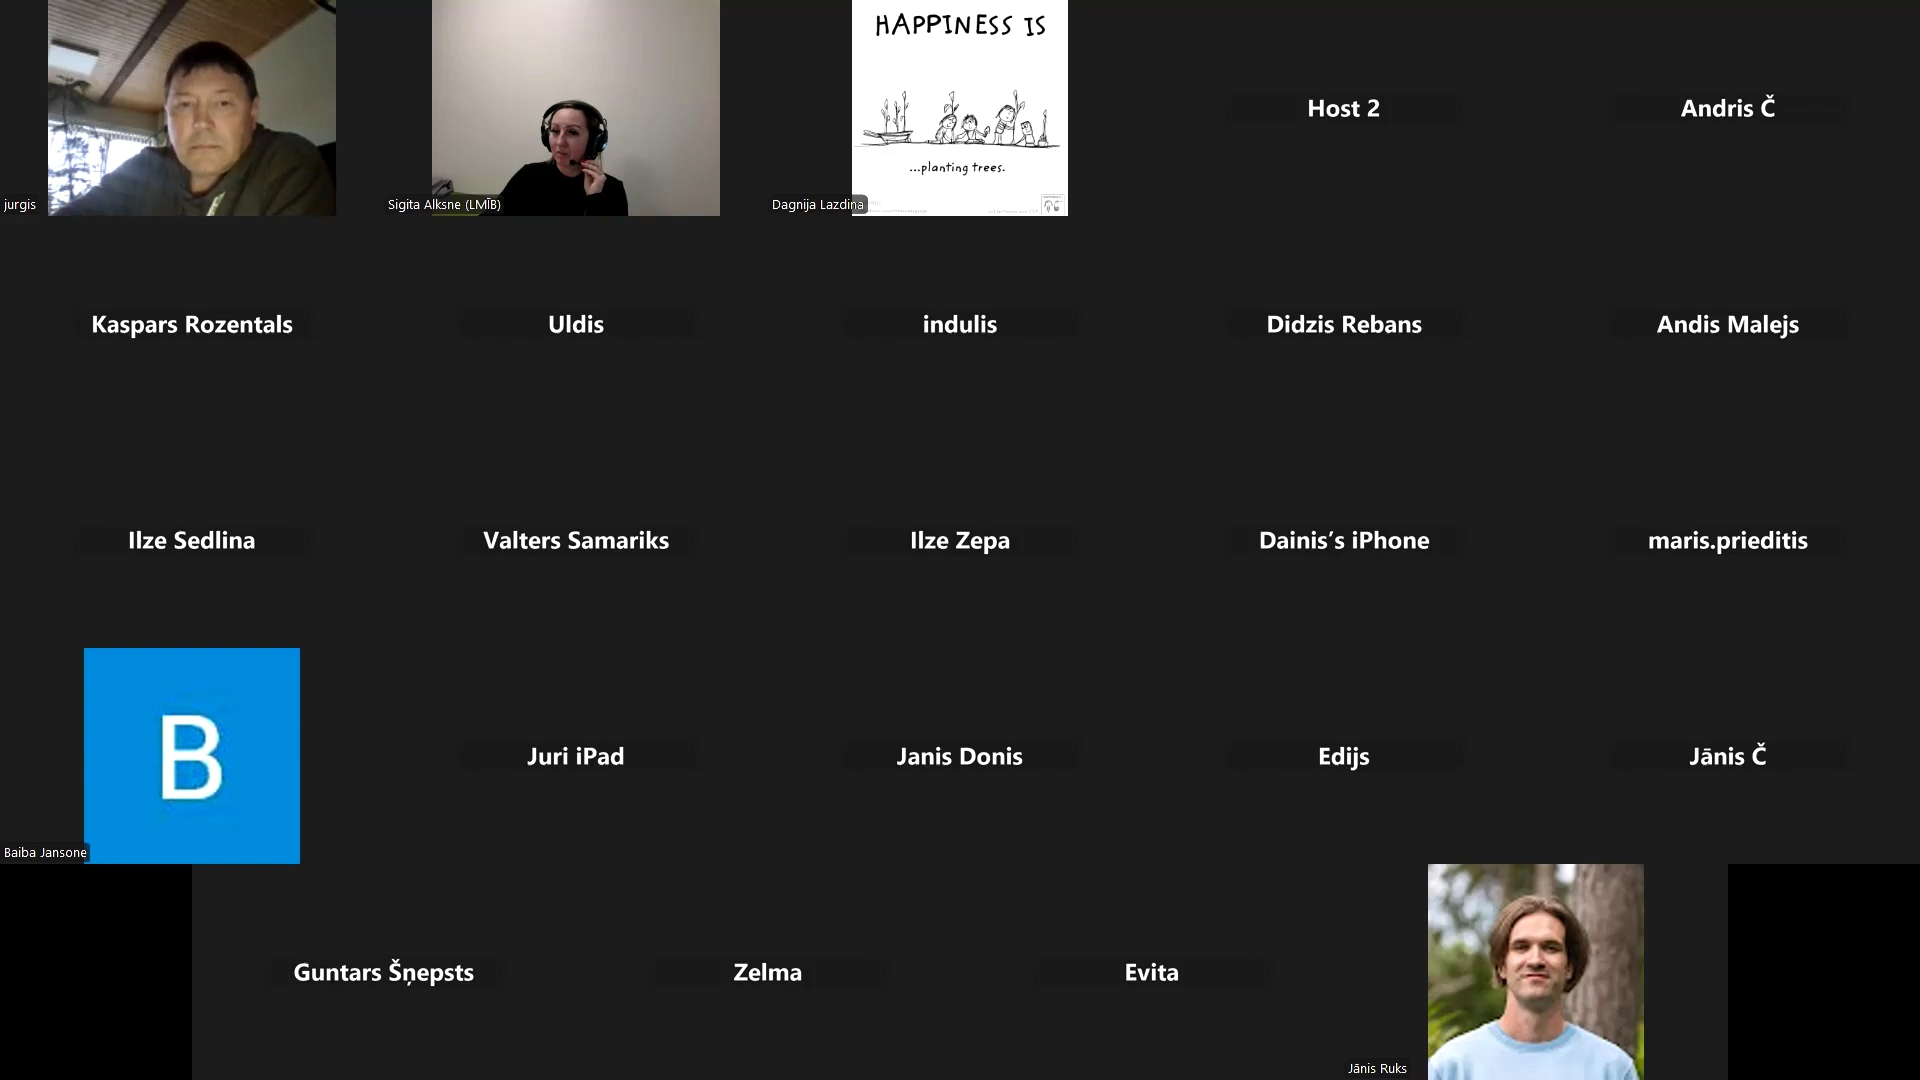 HAPPINESS IS
...planting trees.
jurgis
Sigita Alksne (LMĪB)
Dagnija Lazdiņa
Host 2
Andris Č
Kaspars Rozentals
Uldis
indulis
Didzis Rebans
Andis Malejs
Ilze Sedlina
Valters Samariks
Ilze Zepa
Dainis’s iPhone
maris.prieditis
B
Baiba Jansone
Juri iPad
Janis Donis
Edijs
Jānis Č
Guntars Šņepsts
Zelma
Evita
Jānis Ruks